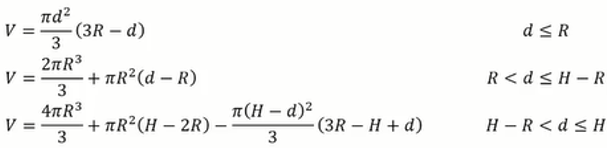 V = πd²/3 (3R − d) d ≤ R
V = 2πR³/3 + πR²(d − R) R < d ≤ H − R
V = 4πR³/3 + πR²(H − 2R) − π(H − d)²/3 (3R − H + d) H − R < d ≤ H